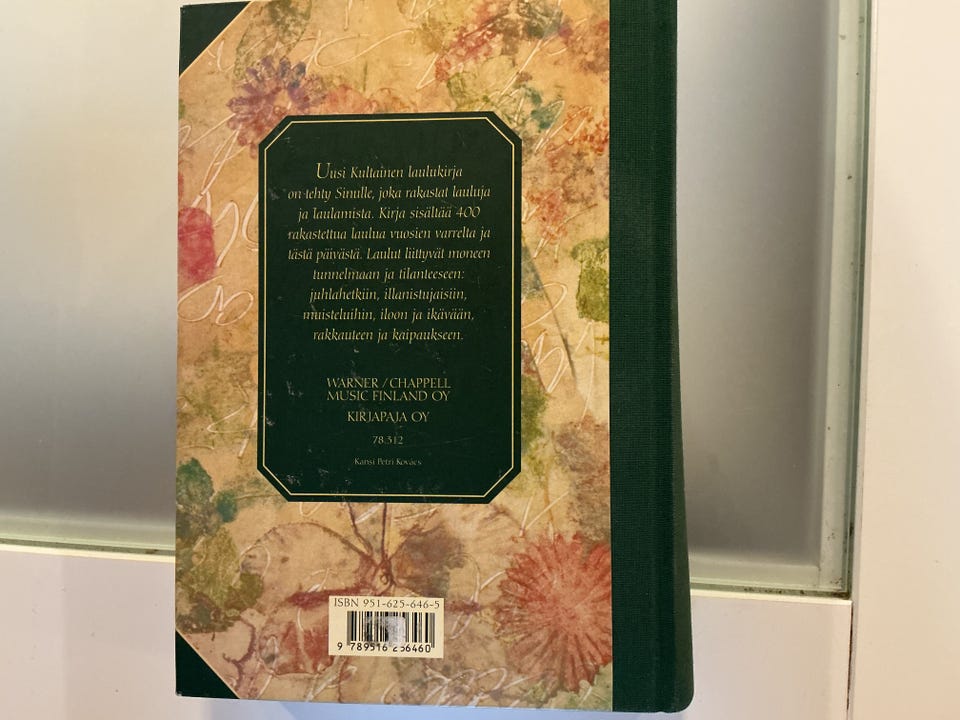 Uusi Kultainen laulukirja
on tehty Sinulle, joka rakastat lauluja
ja laulamista. Kirja sisältää 400
rakastettua laulua vuosien varrelta ja
tästä päivästä. Laulut liittyvät moneen
tunnelmaan ja tilanteeseen:
juhlahetkiin, illanistujaisiin,
muisteluihin, iloon ja ikävään,
rakkauteen ja kaipaukseen.
WARNER / CHAPPELL
MUSIC FINLAND OY
KIRJAPAJA OY
78.312
Kansi Petri Kovács
ISBN 951-625-646-5
9 789516 256460